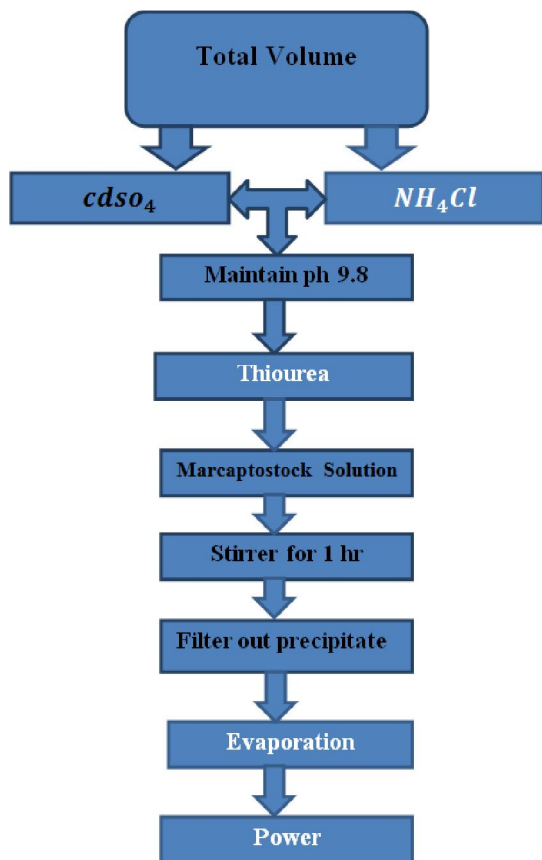 Total Volume
cdso₄
NH₄Cl
Maintain ph 9.8
Thiourea
Marcaptostock Solution
Stirrer for 1 hr
Filter out precipitate
Evaporation
Power